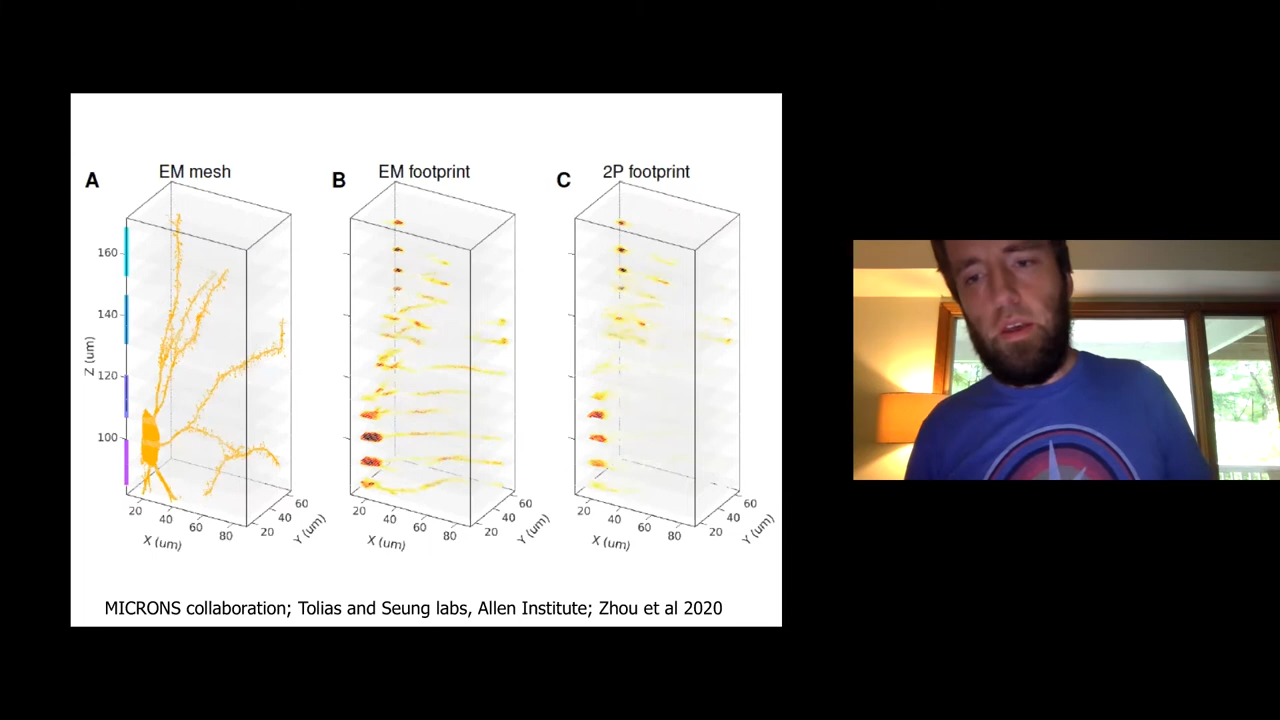 A EM mesh
B EM footprint
C 2P footprint
160
140
120
100
Z (um)
20 40 60 80
X (um)
20 40 60
Y (um)
20 40 60 80
X (um)
20 40 60
Y (um)
20 40 60 80
X (um)
20 40 60
Y (um)
MICRONS collaboration; Tolias and Seung labs, Allen Institute; Zhou et al 2020